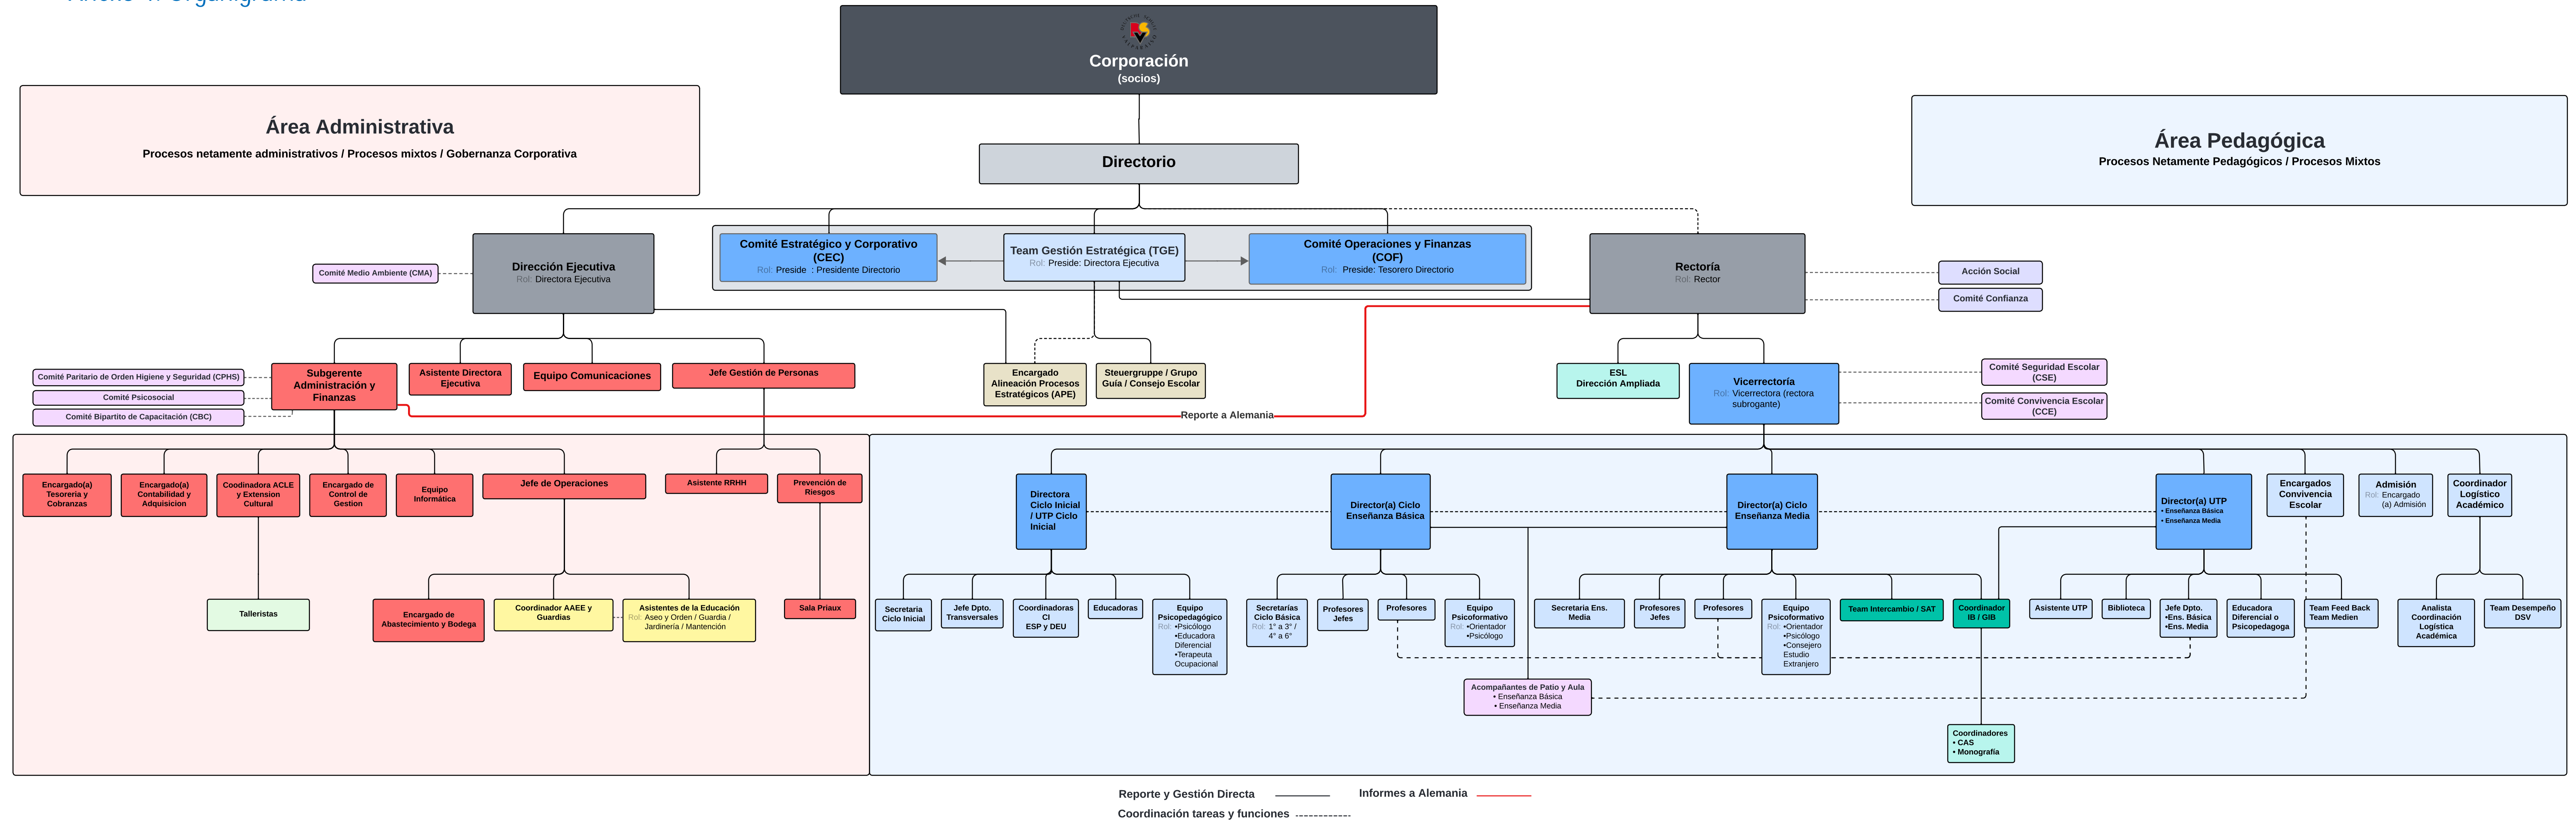 Corporación
(socios)
Área Administrativa
Procesos netamente administrativos / Procesos mixtos / Gobernanza Corporativa
Área Pedagógica
Procesos Netamente Pedagógicos / Procesos Mixtos
Directorio
Comité Medio Ambiente (CMA)
Dirección Ejecutiva
Rol: Directora Ejecutiva
Comité Estratégico y Corporativo
(CEC)
Rol: Preside : Presidente Directorio
Team Gestión Estratégica (TGE)
Rol: Preside: Directora Ejecutiva
Comité Operaciones y Finanzas
(COF)
Rol: Preside: Tesorero Directorio
Rectoría
Rol: Rector
Acción Social
Comité Confianza
Comité Paritario de Orden Higiene y Seguridad (CPHS)
Comité Psicosocial
Comité Bipartito de Capacitación (CBC)
Subgerente
Administración y
Finanzas
Asistente Directora
Ejecutiva
Equipo Comunicaciones
Jefe Gestión de Personas
Encargado
Alineación Procesos
Estratégicos (APE)
Steuergruppe / Grupo
Guía / Consejo Escolar
Reporte a Alemania
ESL
Dirección Ampliada
Vicerrectoría
Rol: Vicerrectora (rectora
subrogante)
Comité Seguridad Escolar
(CSE)
Comité Convivencia Escolar
(CCE)
Encargado(a)
Tesoreria y
Cobranzas
Encargado(a)
Contabilidad y
Adquisicion
Coodinadora ACLE
y Extension
Cultural
Encargado de
Control de
Gestion
Equipo
Informática
Jefe de Operaciones
Asistente RRHH
Prevención de
Riesgos
Directora
Ciclo Inicial
/ UTP Ciclo
Inicial
Director(a) Ciclo
Enseñanza Básica
Director(a) Ciclo
Enseñanza Media
Director(a) UTP
• Enseñanza Básica
• Enseñanza Media
Encargados
Convivencia
Escolar
Admisión
Rol: Encargado
(a) Admisión
Coordinador
Logístico
Académico
Talleristas
Encargado de
Abastecimiento y Bodega
Coordinador AAEE y
Guardias
Asistentes de la Educación
Rol: Aseo y Orden / Guardia /
Jardinería / Mantención
Sala Priaux
Secretaria
Ciclo Inicial
Jefe Dpto.
Transversales
Coordinadoras
CI
ESP y DEU
Educadoras
Equipo
Psicopedagógico
Rol: •Psicólogo
•Educadora
Diferencial
•Terapeuta
Ocupacional
Secretarías
Ciclo Básica
Rol: 1° a 3° /
4° a 6°
Profesores
Jefes
Profesores
Equipo
Psicoformativo
Rol: •Orientador
•Psicólogo
Secretaria Ens.
Media
Profesores
Jefes
Profesores
Equipo
Psicoformativo
Rol: •Orientador
•Psicólogo
•Consejero
Estudio
Extranjero
Team Intercambio / SAT
Coordinador
IB / GIB
Asistente UTP
Biblioteca
Jefe Dpto.
•Ens. Básica
•Ens. Media
Educadora
Diferencial o
Psicopedagoga
Team Feed Back
Team Medien
Analista
Coordinación
Logística
Académica
Team Desempeño
DSV
Acompañantes de Patio y Aula
• Enseñanza Básica
• Enseñanza Media
Coordinadores
• CAS
• Monografía
Reporte y Gestión Directa
Informes a Alemania
Coordinación tareas y funciones